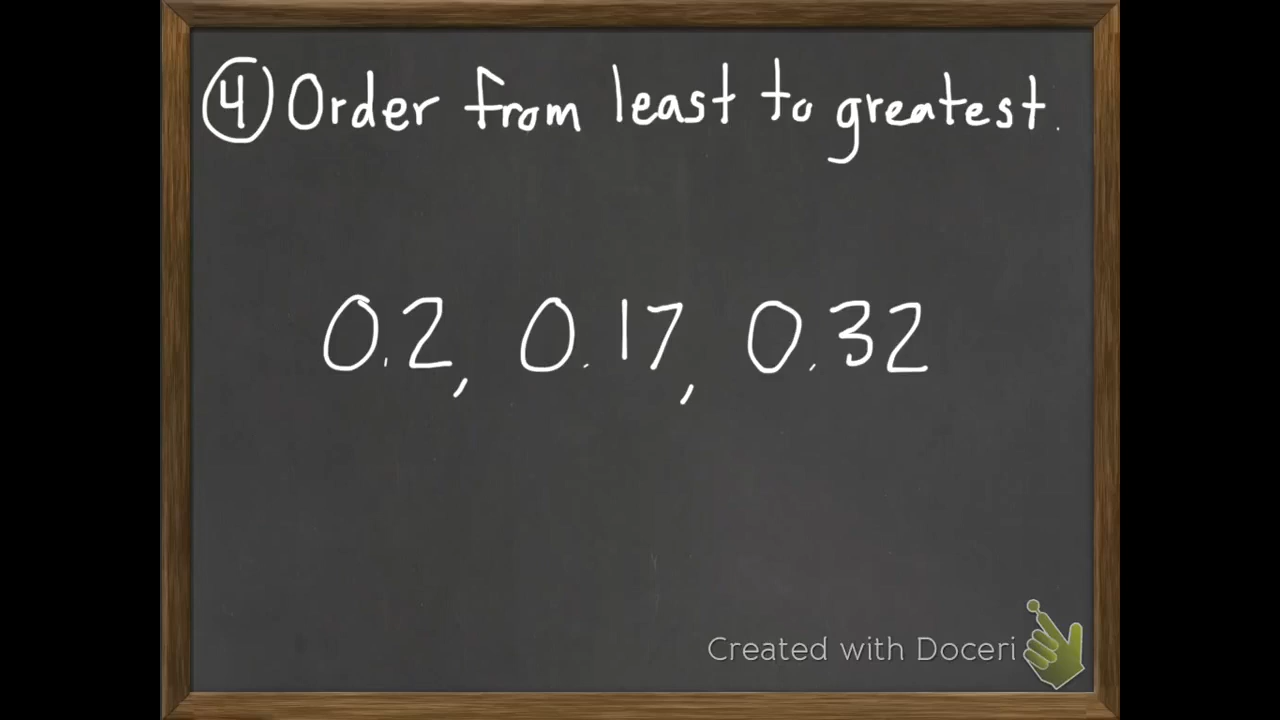 ④ Order from least to greatest.
0.2, 0.17, 0.32
Created with Doceri